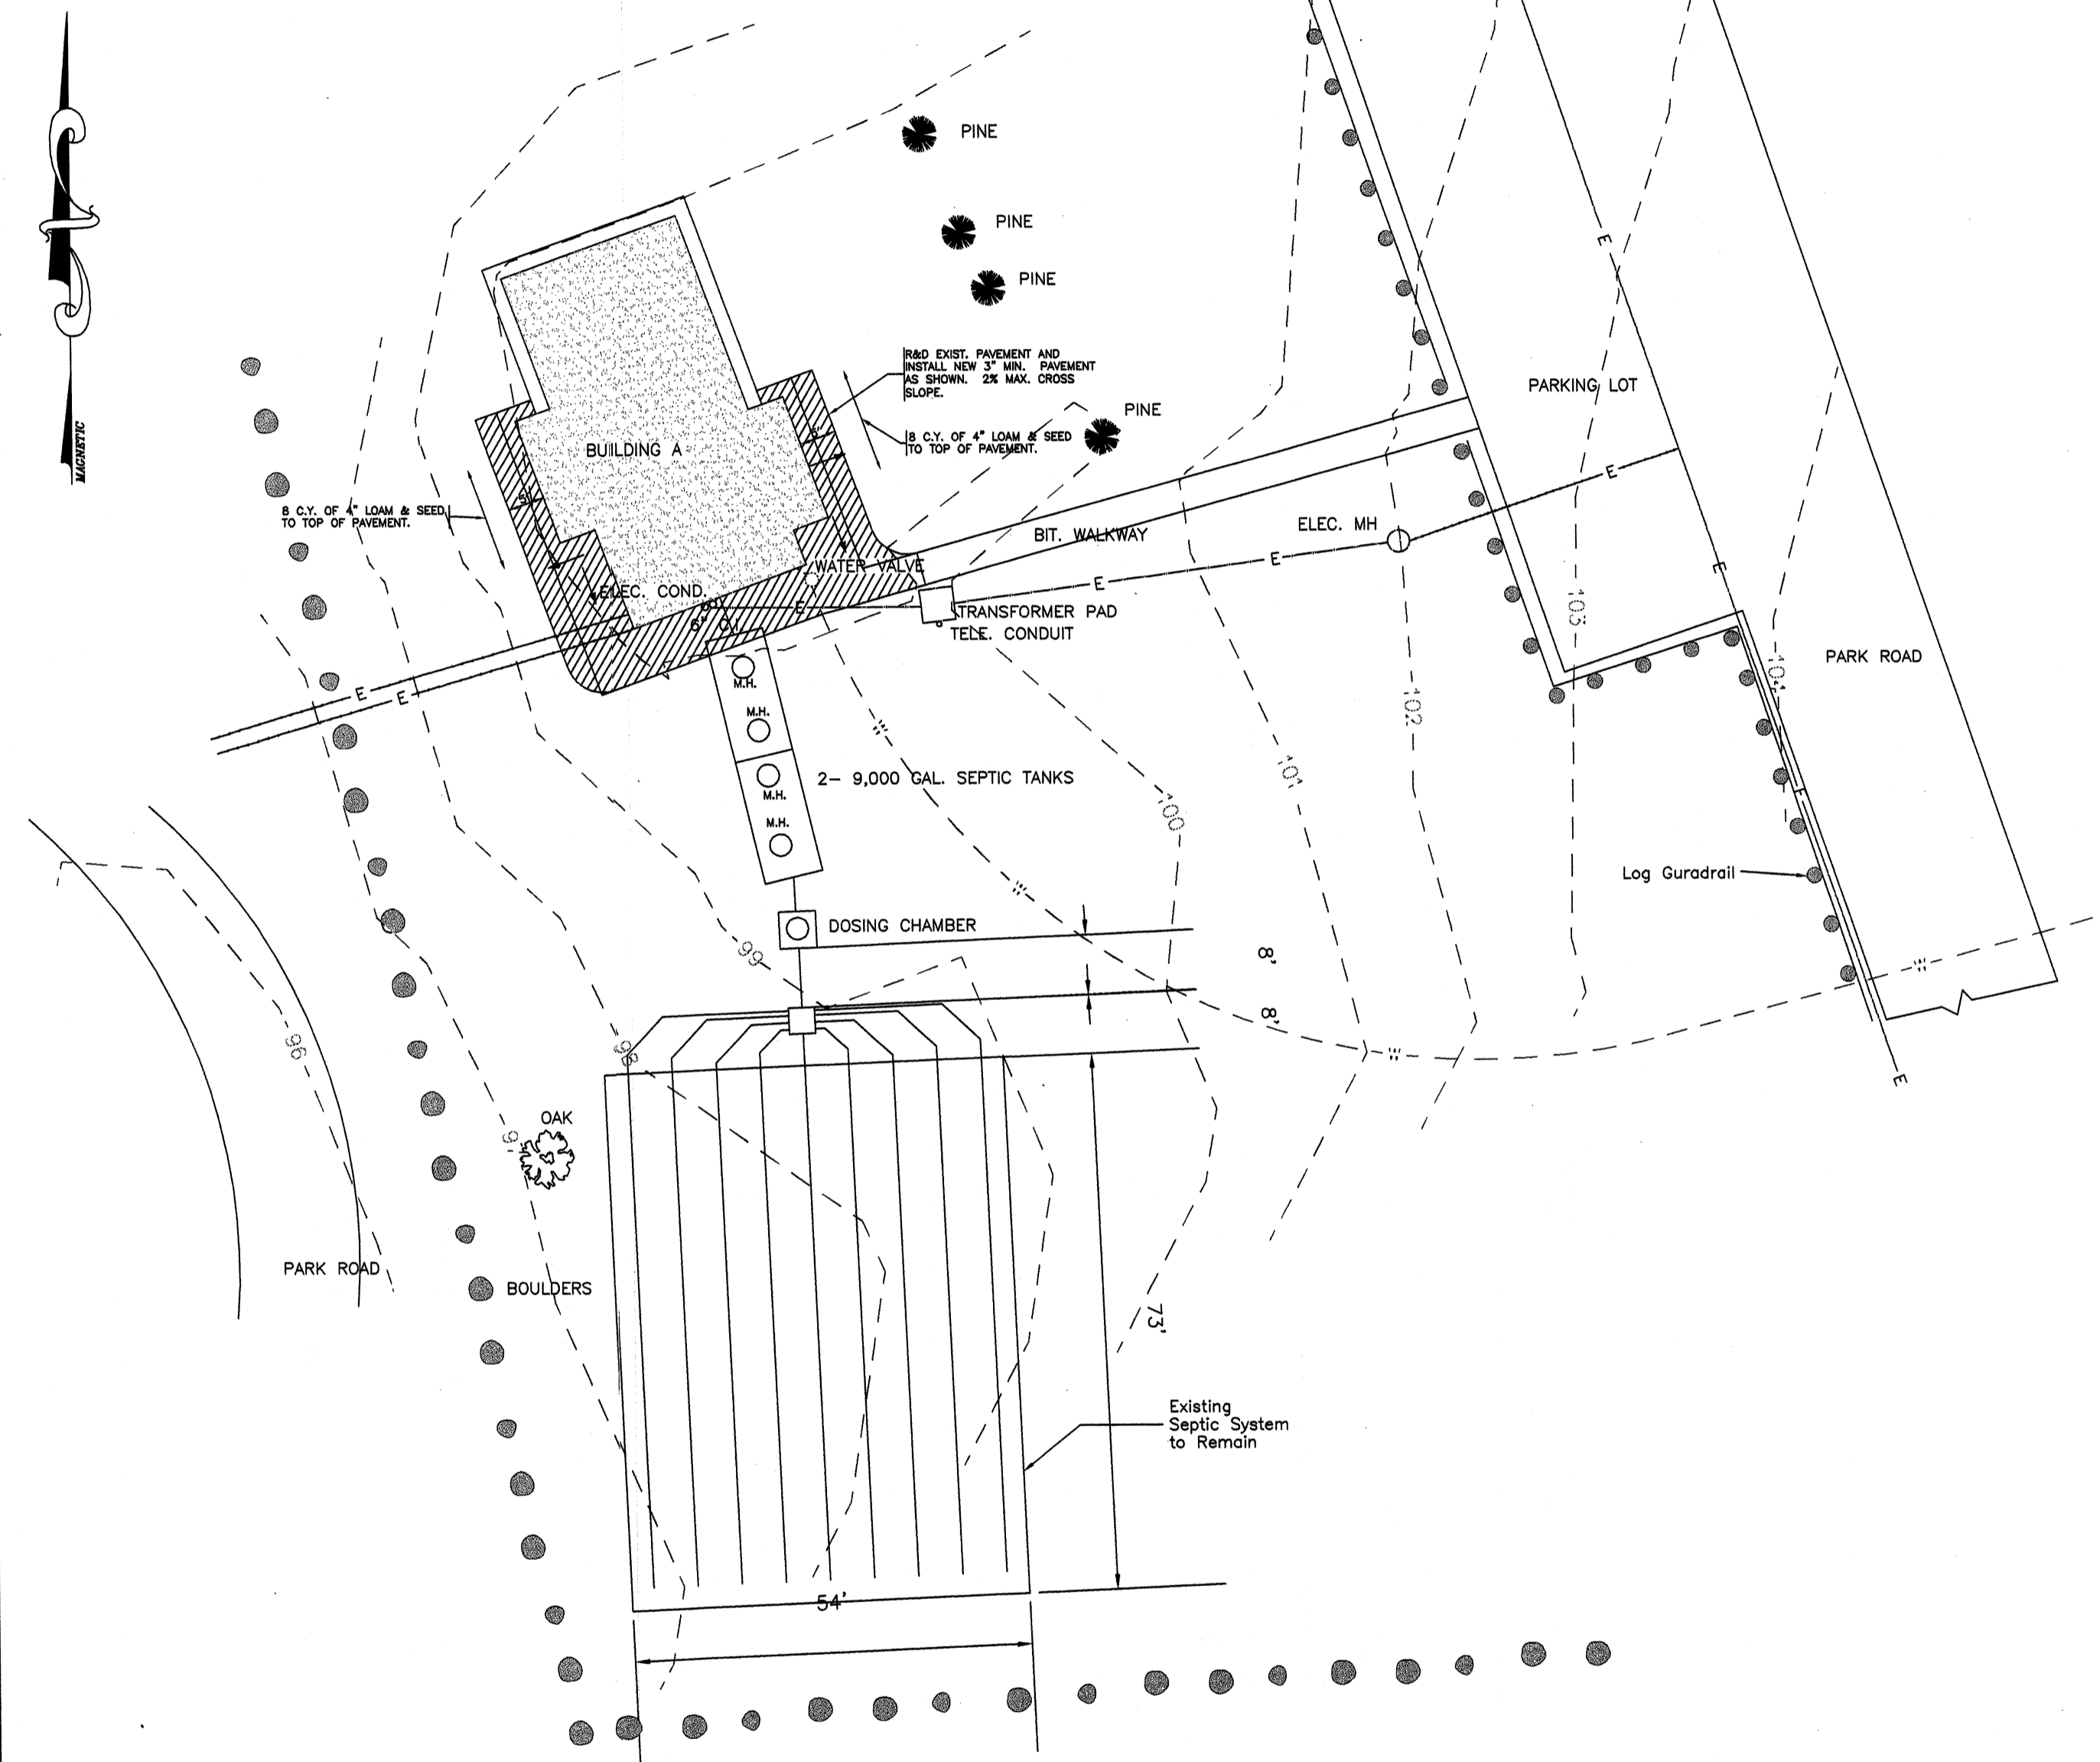 MAGNETIC
PINE
PINE
PINE
R&D EXIST. PAVEMENT AND
INSTALL NEW 3" MIN. PAVEMENT
AS SHOWN. 2% MAX. CROSS
SLOPE.
PINE
8 C.Y. OF 4" LOAM & SEED
TO TOP OF PAVEMENT.
BUILDING A
8 C.Y. OF 4" LOAM & SEED
TO TOP OF PAVEMENT.
5'
PARKING LOT
E
E
E
BIT. WALKWAY
ELEC. MH
WATER VALVE
ELEC. COND.
6" C.I.
E
E
E
TRANSFORMER PAD
TELE. CONDUIT
E
E
M.H.
M.H.
M.H.
M.H.
2- 9,000 GAL. SEPTIC TANKS
W
W
W
W
99
100
101
102
103
104
PARK ROAD
E
E
Log Guradrail
DOSING CHAMBER
8'
8'
96
98
OAK
PARK ROAD
BOULDERS
73'
Existing
Septic System
to Remain
54'